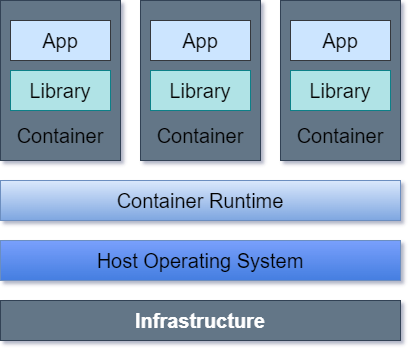 App App App
Library Library Library
Container Container Container
Container Runtime
Host Operating System
Infrastructure